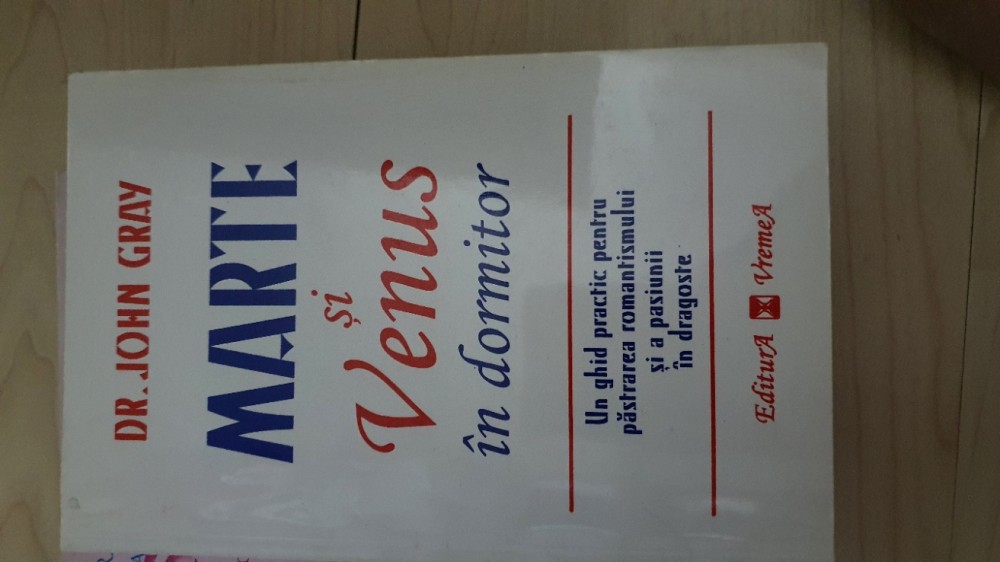 DR. JOHN GRAY
MARTE
și
Venus
în dormitor
Un ghid practic pentru
păstrarea romantismului
și a pasiunii
în dragoste
EditurA VremeA